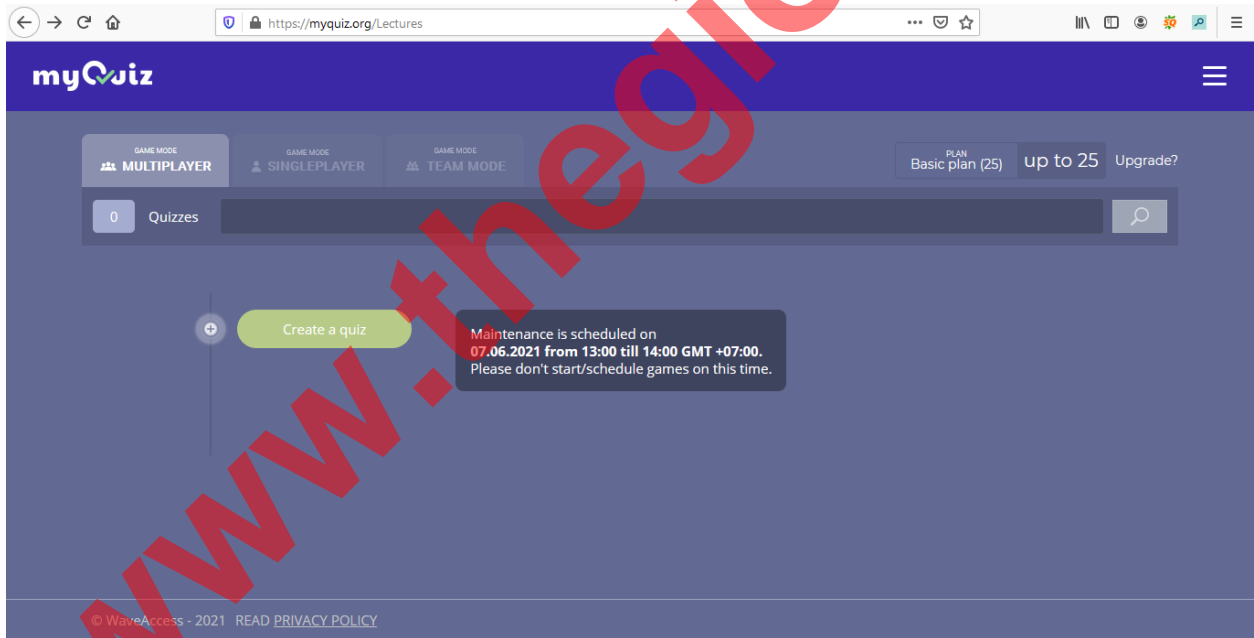 https://myquiz.org/Lectures
myQuiz
GAME MODE
MULTIPLAYER
GAME MODE
SINGLEPLAYER
GAME MODE
TEAM MODE
PLAN
Basic plan (25)
up to 25
Upgrade?
0
Quizzes
Create a quiz
Maintenance is scheduled on
07.06.2021 from 13:00 till 14:00 GMT +07:00.
Please don't start/schedule games on this time.
© WaveAccess - 2021 READ PRIVACY POLICY
www.thegio